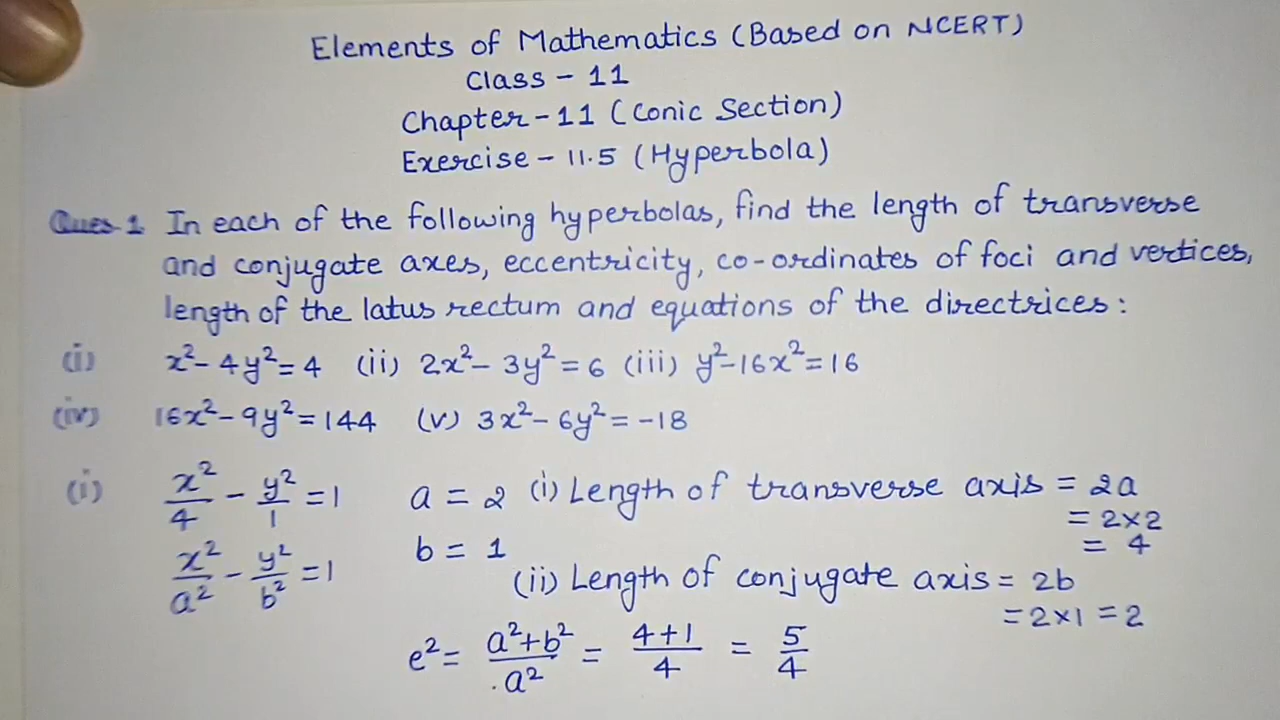 Elements of Mathematics (Based on NCERT)
Class - 11
Chapter - 11 (Conic Section)
Exercise - 11.5 (Hyperbola)
Ques 1 In each of the following hyperbolas, find the length of transverse
and conjugate axes, eccentricity, co-ordinates of foci and vertices,
length of the latus rectum and equations of the directrices :
(i) x² - 4y² = 4 (ii) 2x² - 3y² = 6 (iii) y² - 16x² = 16
(iv) 16x² - 9y² = 144 (v) 3x² - 6y² = -18
(i) x²/4 - y²/1 = 1 a = 2 (i) Length of transverse axis = 2a
= 2×2
= 4
x²/a² - y²/b² = 1 b = 1
(ii) Length of conjugate axis = 2b
= 2×1 = 2
e² = (a²+b²)/a² = (4+1)/4 = 5/4